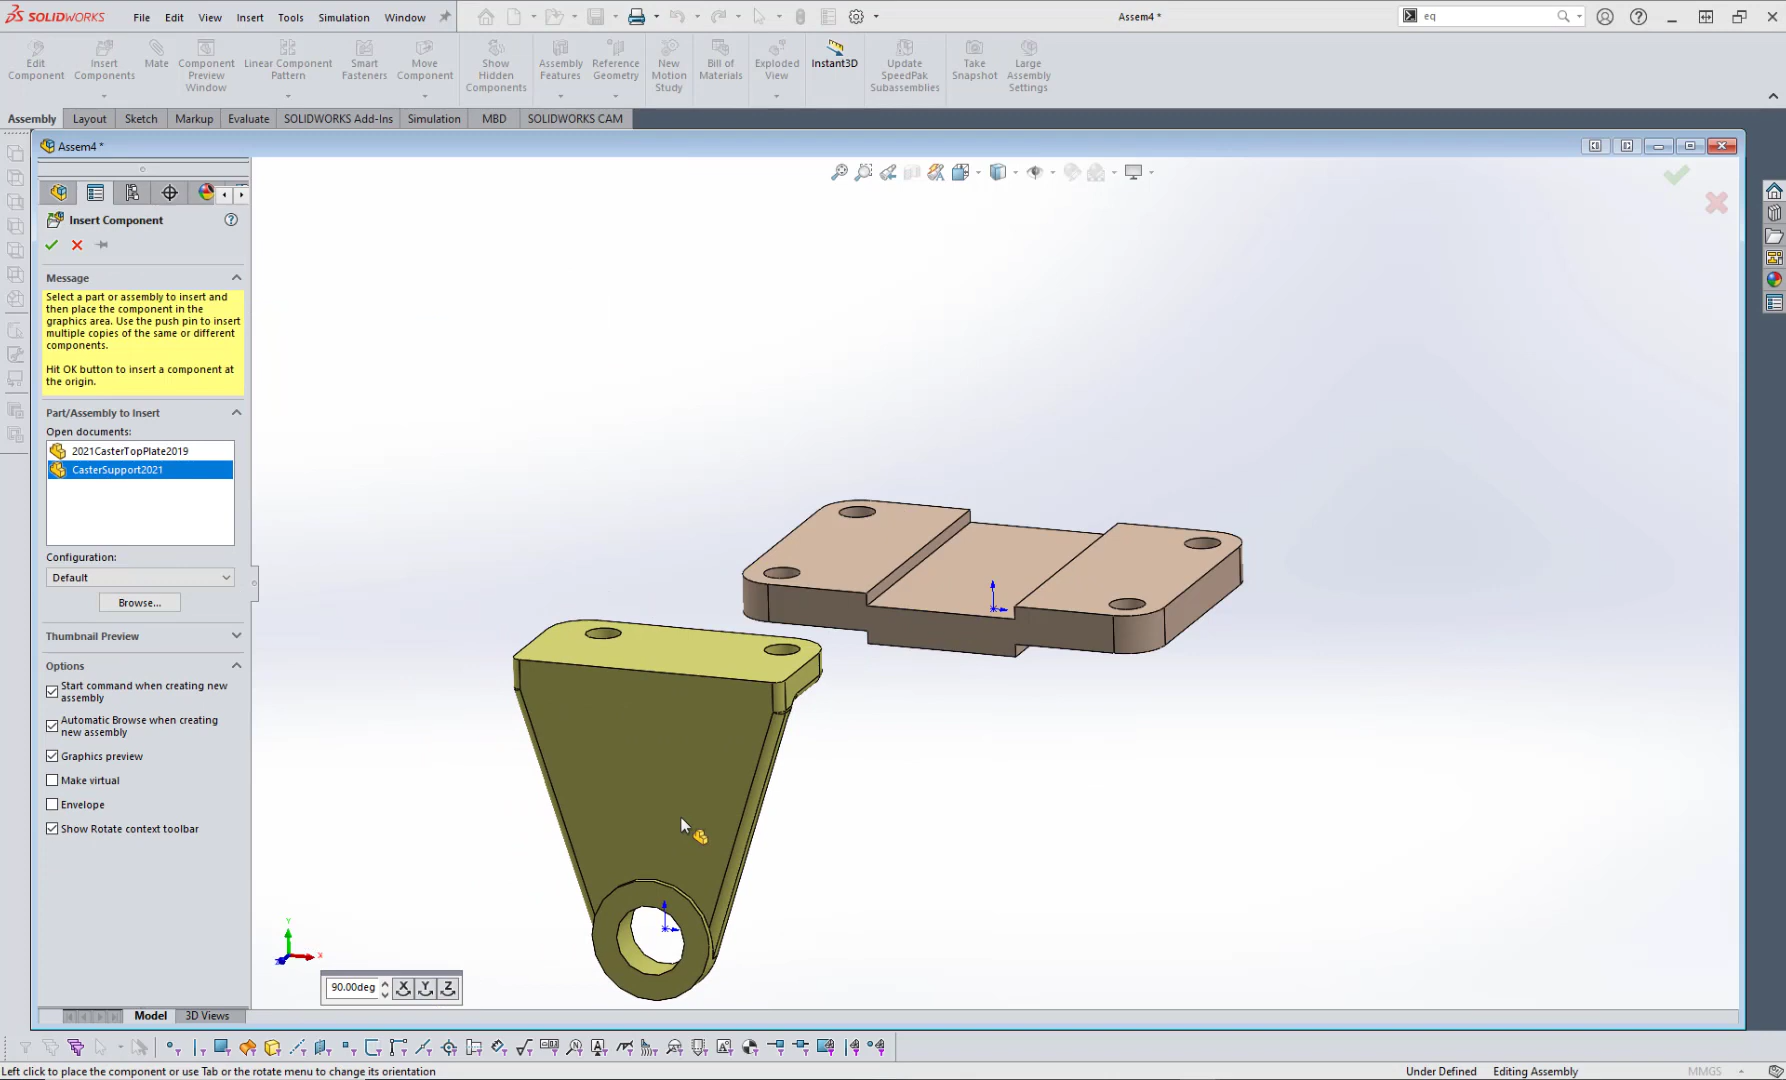 SOLIDWORKS
File Edit View Insert Tools Simulation Window
Assem4 *
eq
Edit Component
Insert Components
Mate
Component Preview Window
Linear Component Pattern
Smart Fasteners
Move Component
Show Hidden Components
Assembly Features
Reference Geometry
New Motion Study
Bill of Materials
Exploded View
Instant3D
Update SpeedPak Subassemblies
Take Snapshot
Large Assembly Settings
Assembly Layout Sketch Markup Evaluate SOLIDWORKS Add-Ins Simulation MBD SOLIDWORKS CAM
Assem4 *
Insert Component
Message
Select a part or assembly to insert and
then place the component in the
graphics area. Use the push pin to insert
multiple copies of the same or different
components.
Hit OK button to insert a component at
the origin.
Part/Assembly to Insert
Open documents:
2021CasterTopPlate2019
CasterSupport2021
Configuration:
Default
Browse...
Thumbnail Preview
Options
Start command when creating new
assembly
Automatic Browse when creating
new assembly
Graphics preview
Make virtual
Envelope
Show Rotate context toolbar
Y
X
90.00deg X Y Z
Model 3D Views
Left click to place the component or use Tab or the rotate menu to change its orientation
Under Defined Editing Assembly MMGS